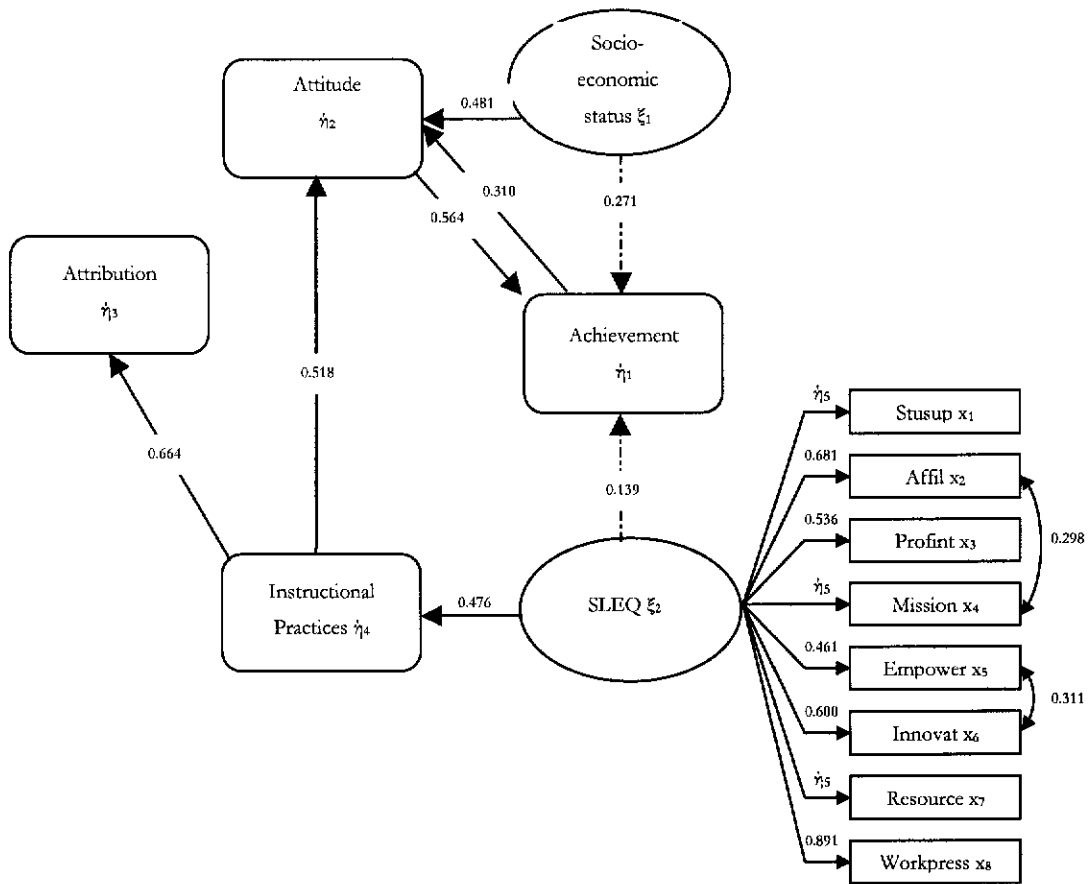 Socio-
economic
status ξ1
Attitude
ή2
0.481
0.310
0.564
0.271
Attribution
ή3
Achievement
ή1
0.518
0.664
0.139
Instructional
Practices ή4
0.476
SLEQ ξ2
ή5
Stusup x1
0.681
Affil x2
0.536
Profint x3
0.298
ή5
Mission x4
0.461
Empower x5
0.311
0.600
Innovat x6
ή5
Resource x7
0.891
Workpress x8